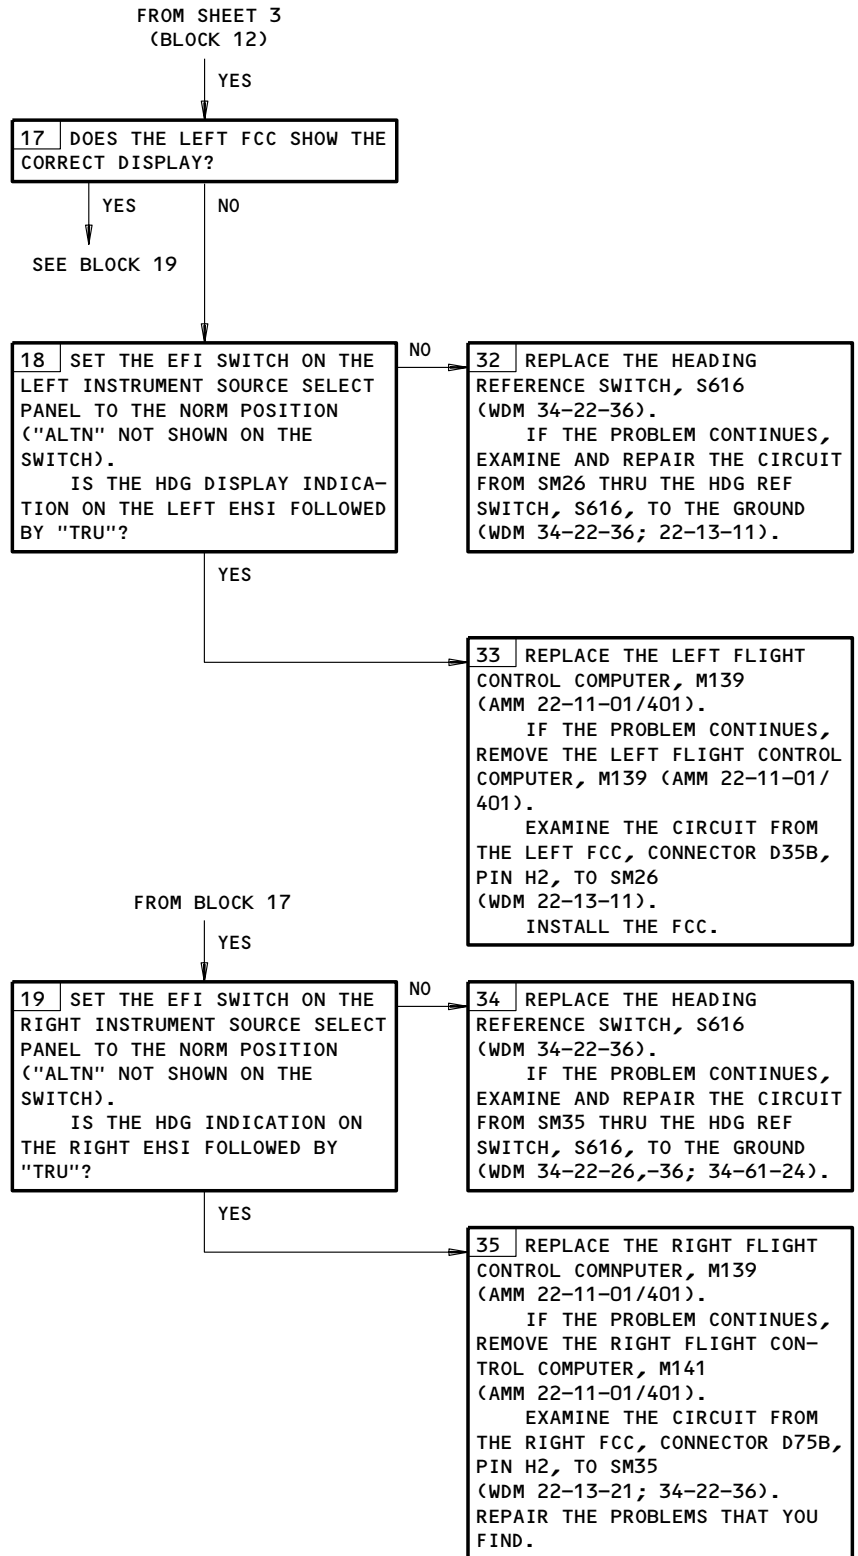 FROM SHEET 3
(BLOCK 12)
YES
17 DOES THE LEFT FCC SHOW THE
CORRECT DISPLAY?
YES
NO
SEE BLOCK 19
18 SET THE EFI SWITCH ON THE
LEFT INSTRUMENT SOURCE SELECT
PANEL TO THE NORM POSITION
("ALTN" NOT SHOWN ON THE
SWITCH).
IS THE HDG DISPLAY INDICA-
TION ON THE LEFT EHSI FOLLOWED
BY "TRU"?
NO
32 REPLACE THE HEADING
REFERENCE SWITCH, S616
(WDM 34-22-36).
IF THE PROBLEM CONTINUES,
EXAMINE AND REPAIR THE CIRCUIT
FROM SM26 THRU THE HDG REF
SWITCH, S616, TO THE GROUND
(WDM 34-22-36; 22-13-11).
YES
33 REPLACE THE LEFT FLIGHT
CONTROL COMPUTER, M139
(AMM 22-11-01/401).
IF THE PROBLEM CONTINUES,
REMOVE THE LEFT FLIGHT CONTROL
COMPUTER, M139 (AMM 22-11-01/
401).
EXAMINE THE CIRCUIT FROM
THE LEFT FCC, CONNECTOR D35B,
PIN H2, TO SM26
(WDM 22-13-11).
INSTALL THE FCC.
FROM BLOCK 17
YES
19 SET THE EFI SWITCH ON THE
RIGHT INSTRUMENT SOURCE SELECT
PANEL TO THE NORM POSITION
("ALTN" NOT SHOWN ON THE
SWITCH).
IS THE HDG INDICATION ON
THE RIGHT EHSI FOLLOWED BY
"TRU"?
NO
34 REPLACE THE HEADING
REFERENCE SWITCH, S616
(WDM 34-22-36).
IF THE PROBLEM CONTINUES,
EXAMINE AND REPAIR THE CIRCUIT
FROM SM35 THRU THE HDG REF
SWITCH, S616, TO THE GROUND
(WDM 34-22-26,-36; 34-61-24).
YES
35 REPLACE THE RIGHT FLIGHT
CONTROL COMNPUTER, M139
(AMM 22-11-01/401).
IF THE PROBLEM CONTINUES,
REMOVE THE RIGHT FLIGHT CON-
TROL COMPUTER, M141
(AMM 22-11-01/401).
EXAMINE THE CIRCUIT FROM
THE RIGHT FCC, CONNECTOR D75B,
PIN H2, TO SM35
(WDM 22-13-21; 34-22-36).
REPAIR THE PROBLEMS THAT YOU
FIND.